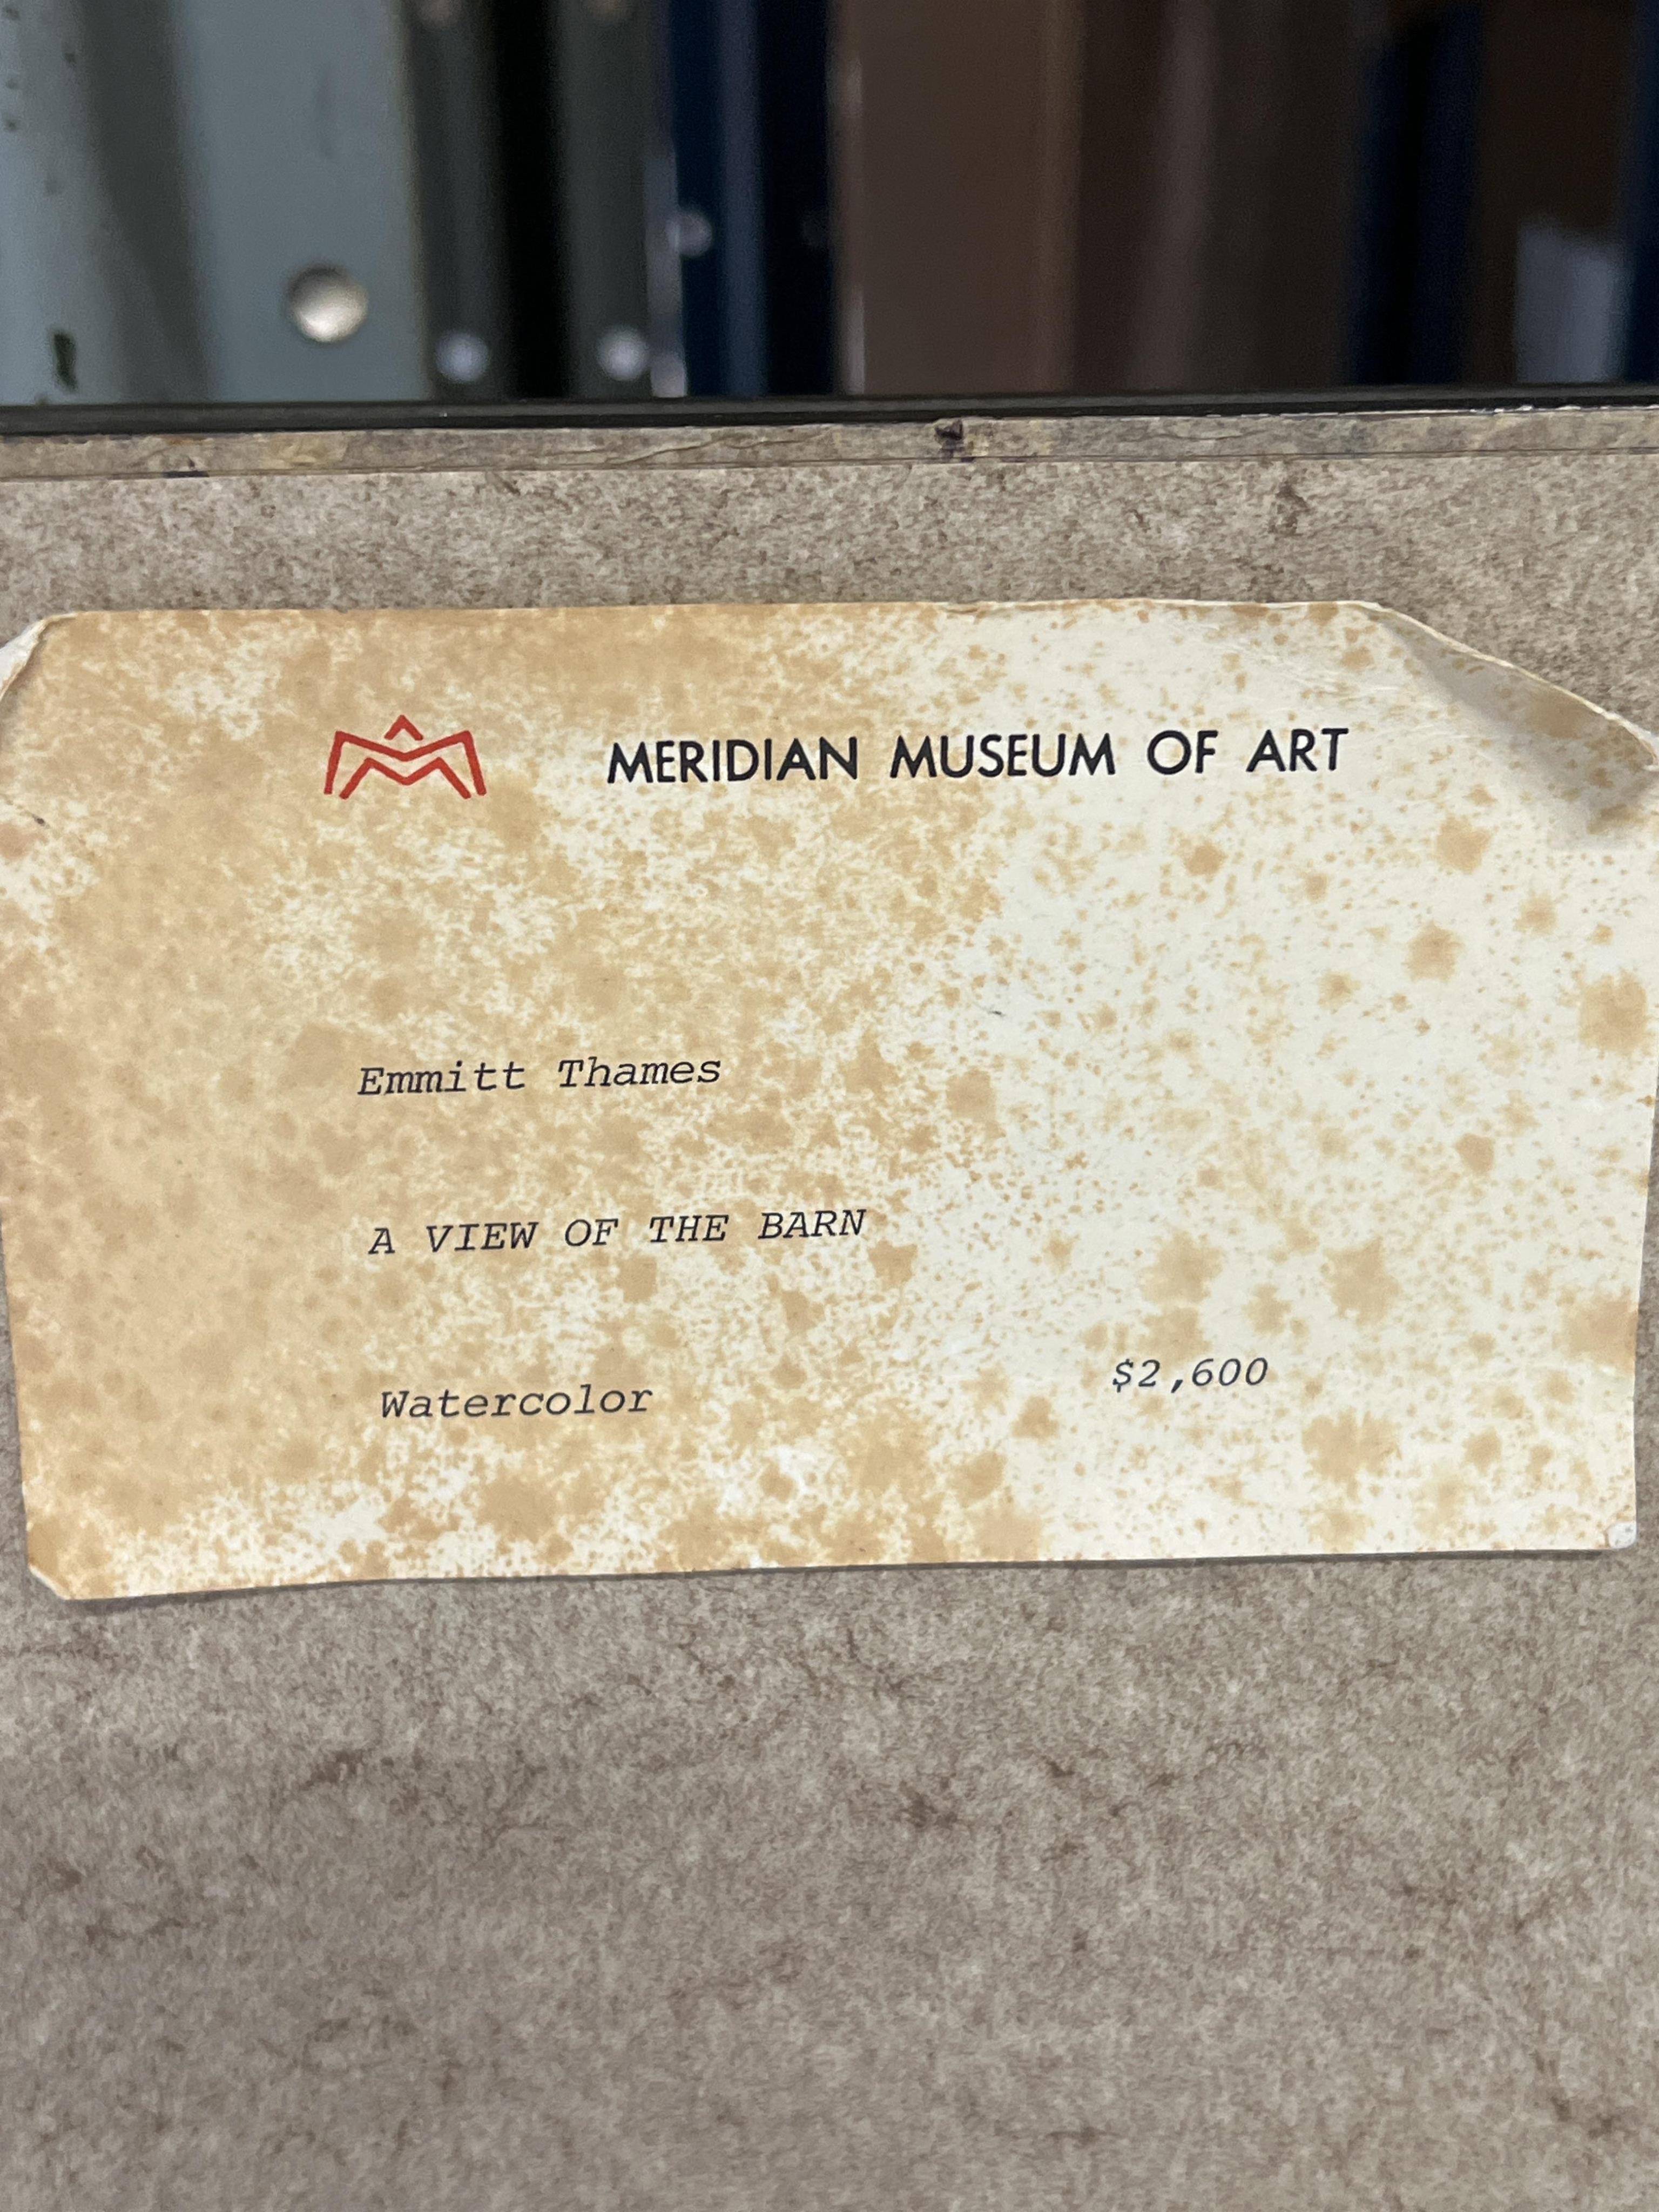 MERIDIAN MUSEUM OF ART
Emmitt Thames
A VIEW OF THE BARN
Watercolor
$2,600